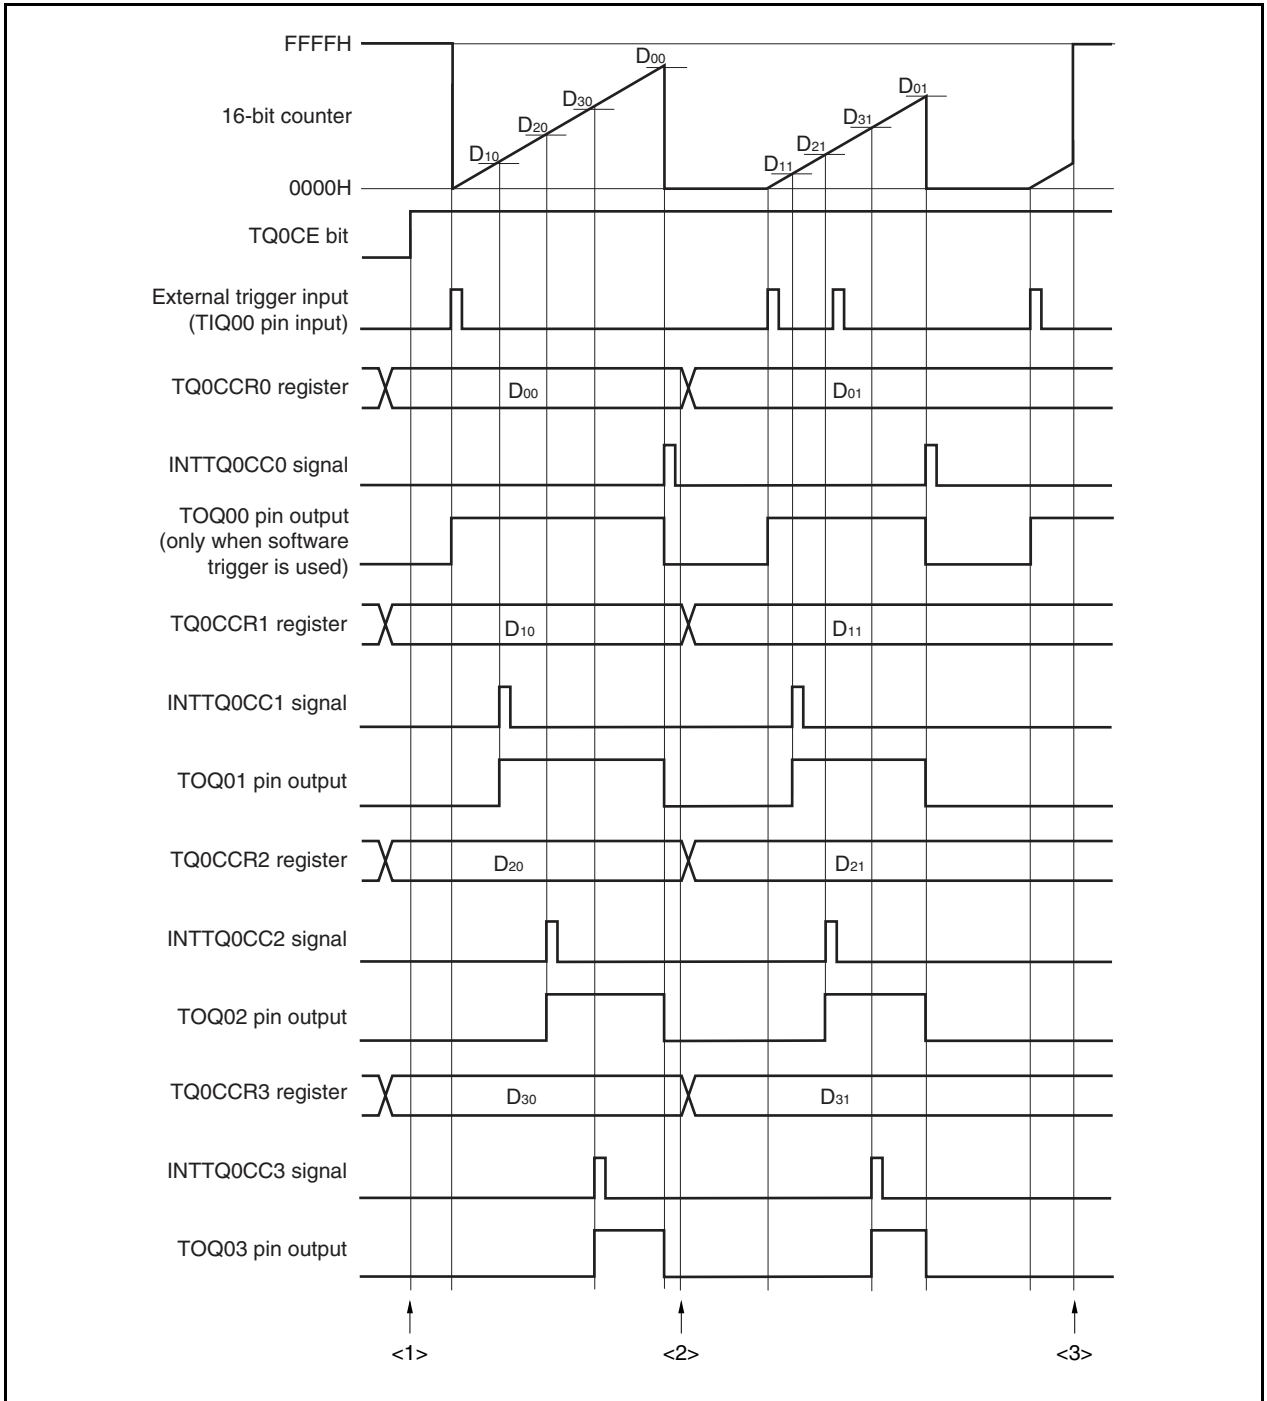 FFFFH
D00
D01
D30
D31
16-bit counter
D20
D21
D10
D11
0000H
TQ0CE bit
External trigger input
(TIQ00 pin input)
TQ0CCR0 register
D00
D01
INTTQ0CC0 signal
TOQ00 pin output
(only when software
trigger is used)
TQ0CCR1 register
D10
D11
INTTQ0CC1 signal
TOQ01 pin output
TQ0CCR2 register
D20
D21
INTTQ0CC2 signal
TOQ02 pin output
TQ0CCR3 register
D30
D31
INTTQ0CC3 signal
TOQ03 pin output
<1>
<2>
<3>